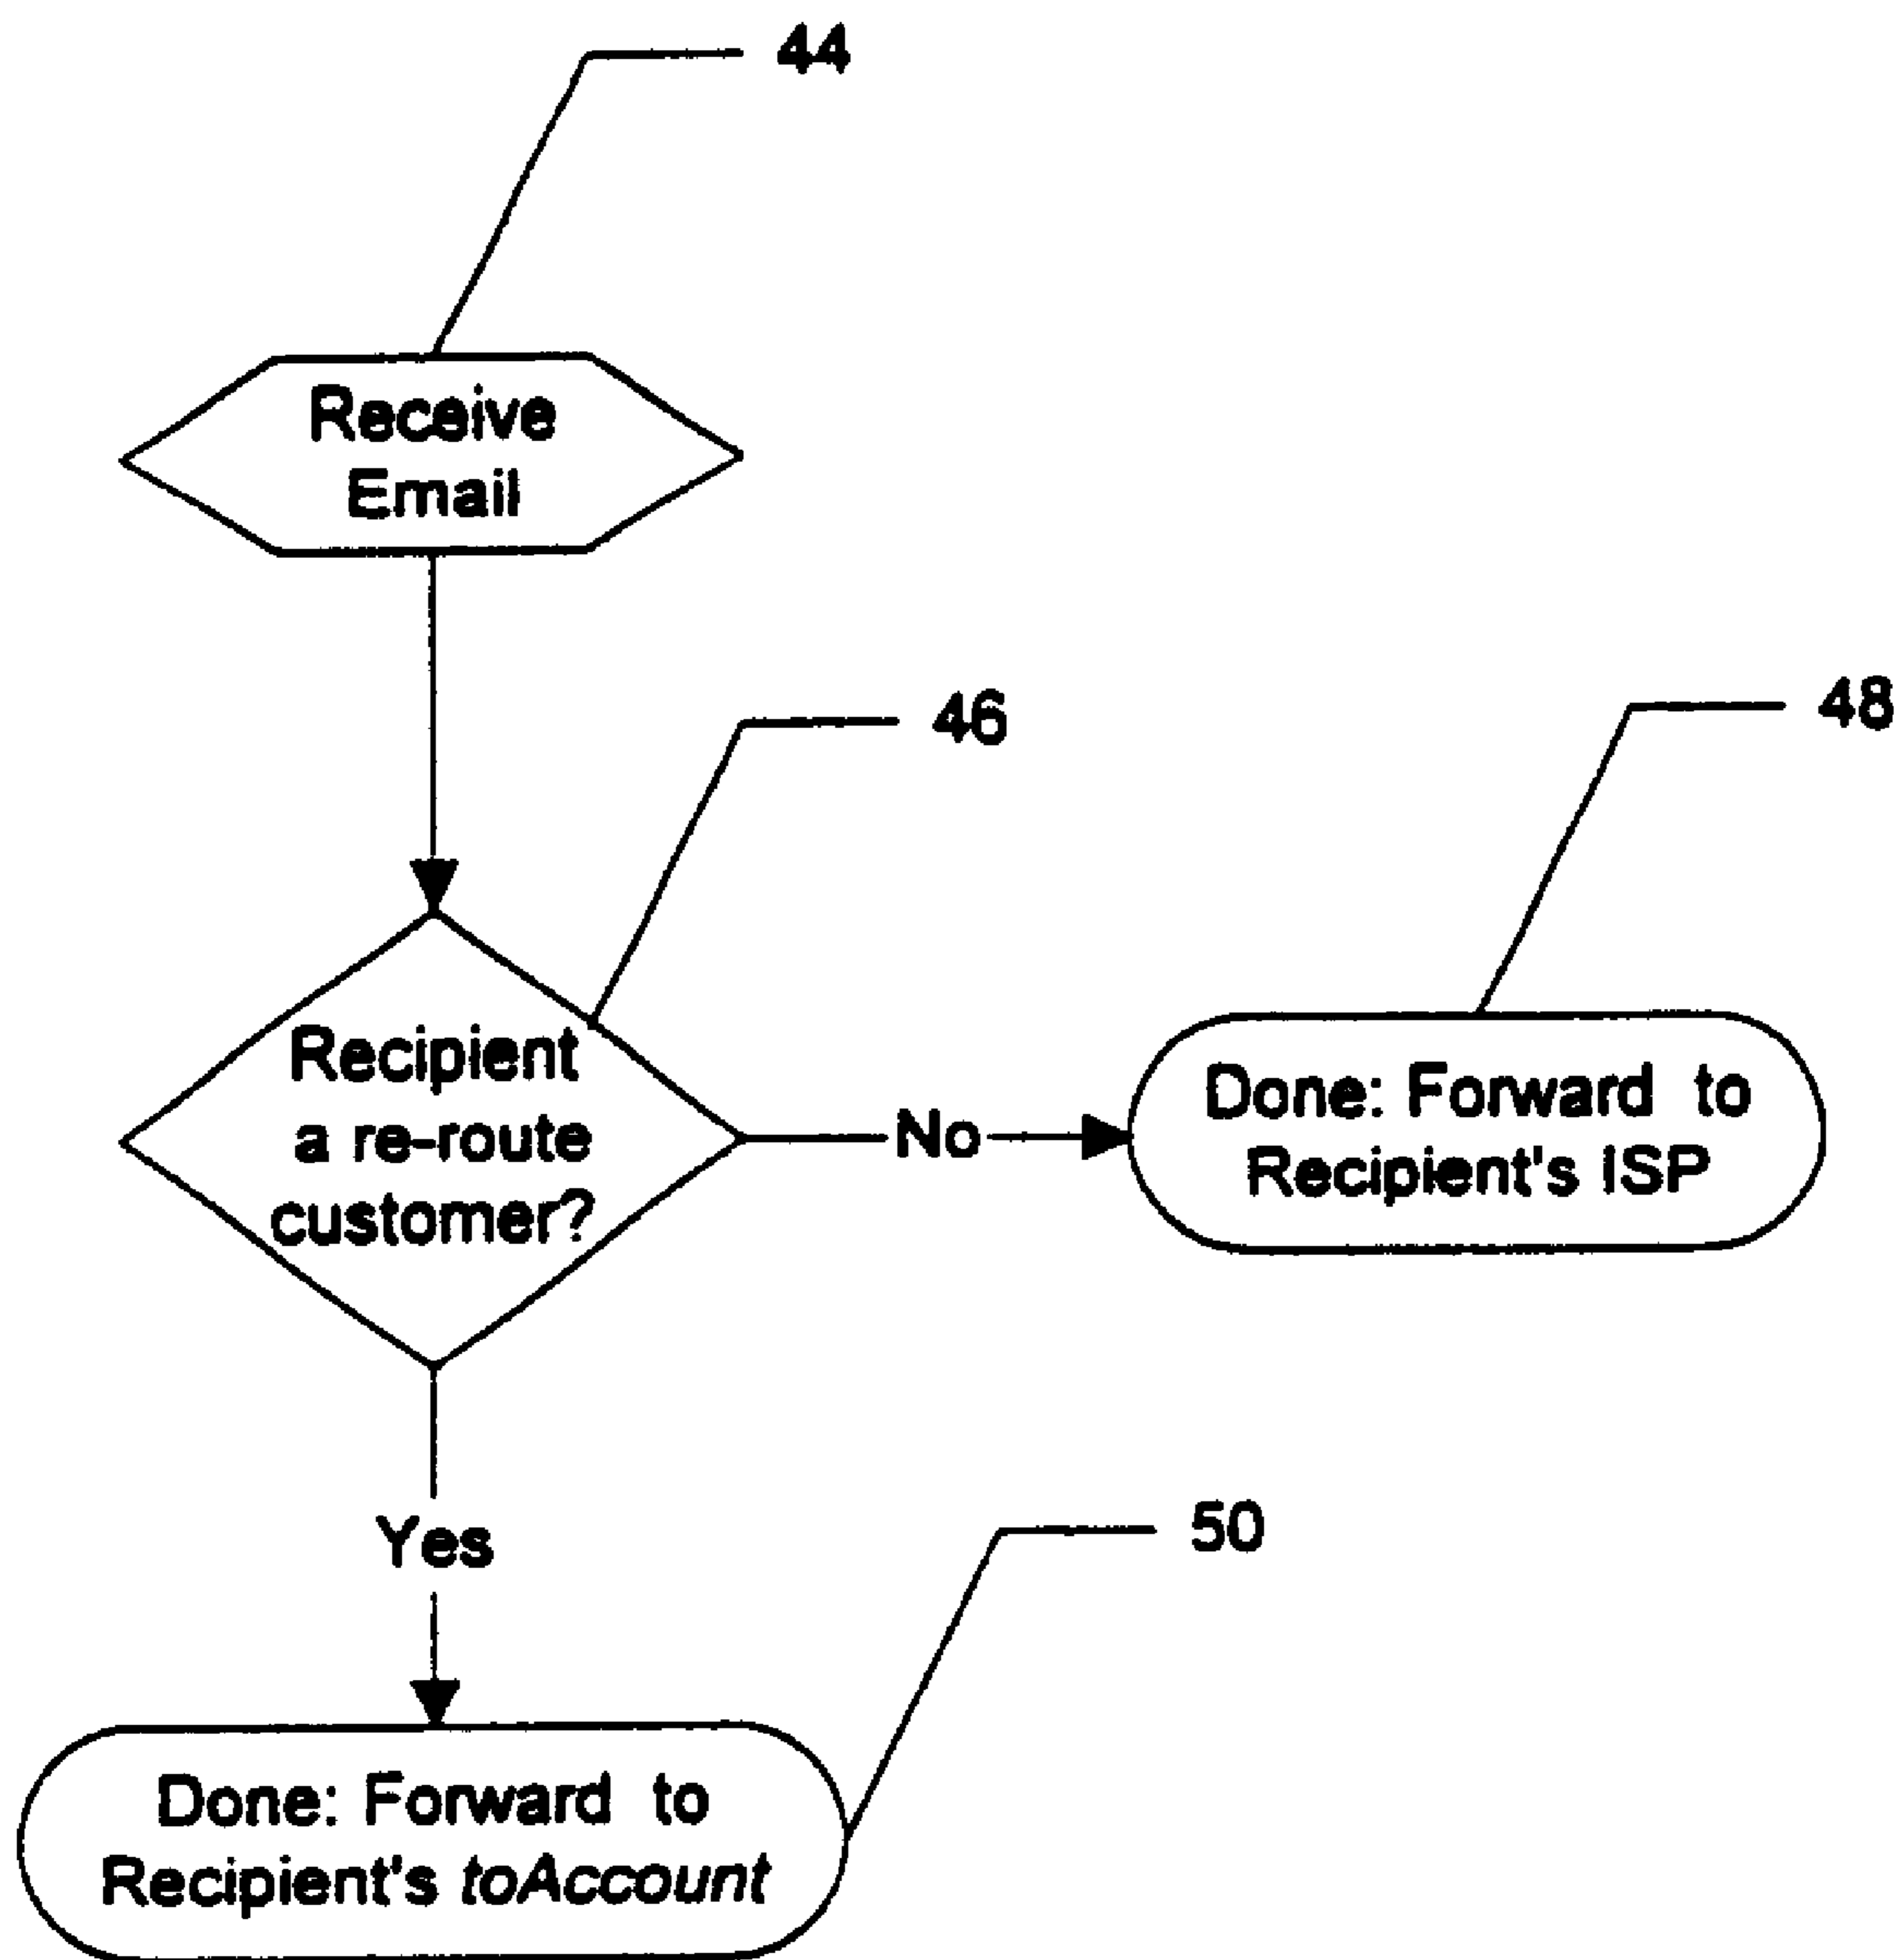 44
Receive
Email
46
48
Recipient
a re-route
customer?
No
Done: Forward to
Recipient's ISP
Yes
50
Done: Forward to
Recipient's toAccount